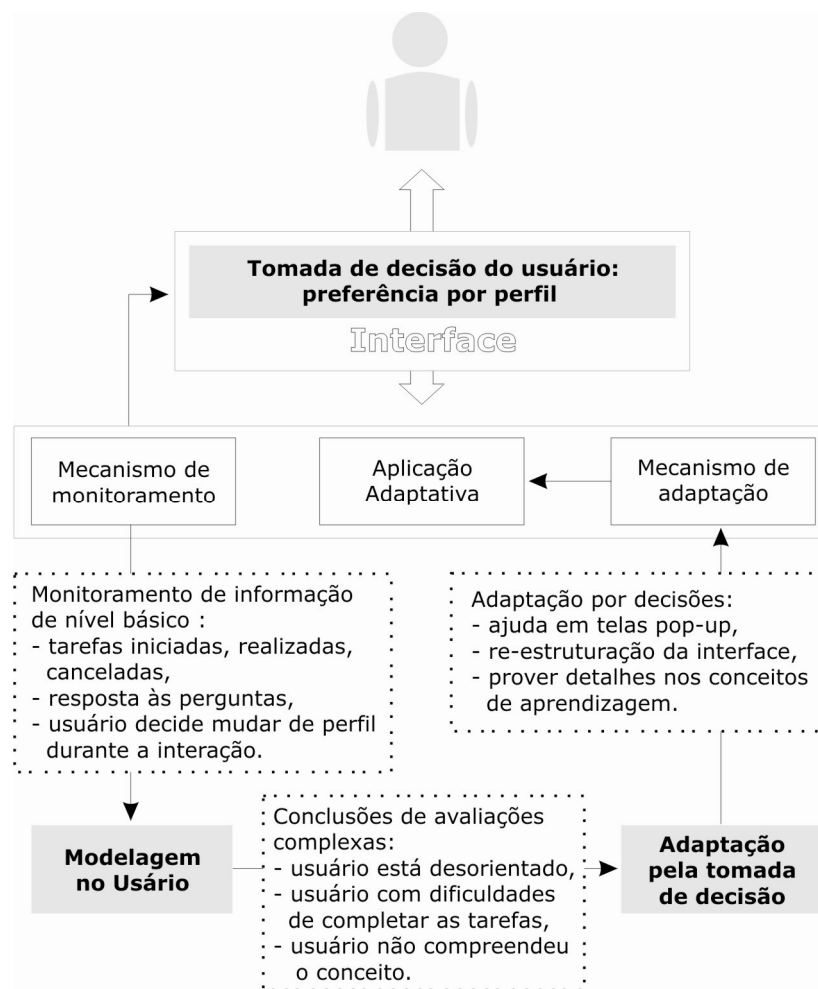 Tomada de decisão do usuário:
preferência por perfil
Interface
Mecanismo de
monitoramento
Aplicação
Adaptativa
Mecanismo de
adaptação
Monitoramento de informação
de nível básico :
- tarefas iniciadas, realizadas,
canceladas,
- resposta às perguntas,
- usuário decide mudar de perfil
durante a interação.
Adaptação por decisões:
- ajuda em telas pop-up,
- re-estruturação da interface,
- prover detalhes nos conceitos
de aprendizagem.
Modelagem
no Usário
Conclusões de avaliações
complexas:
- usuário está desorientado,
- usuário com dificuldades
de completar as tarefas,
- usuário não compreendeu
o conceito.
Adaptação
pela tomada
de decisão